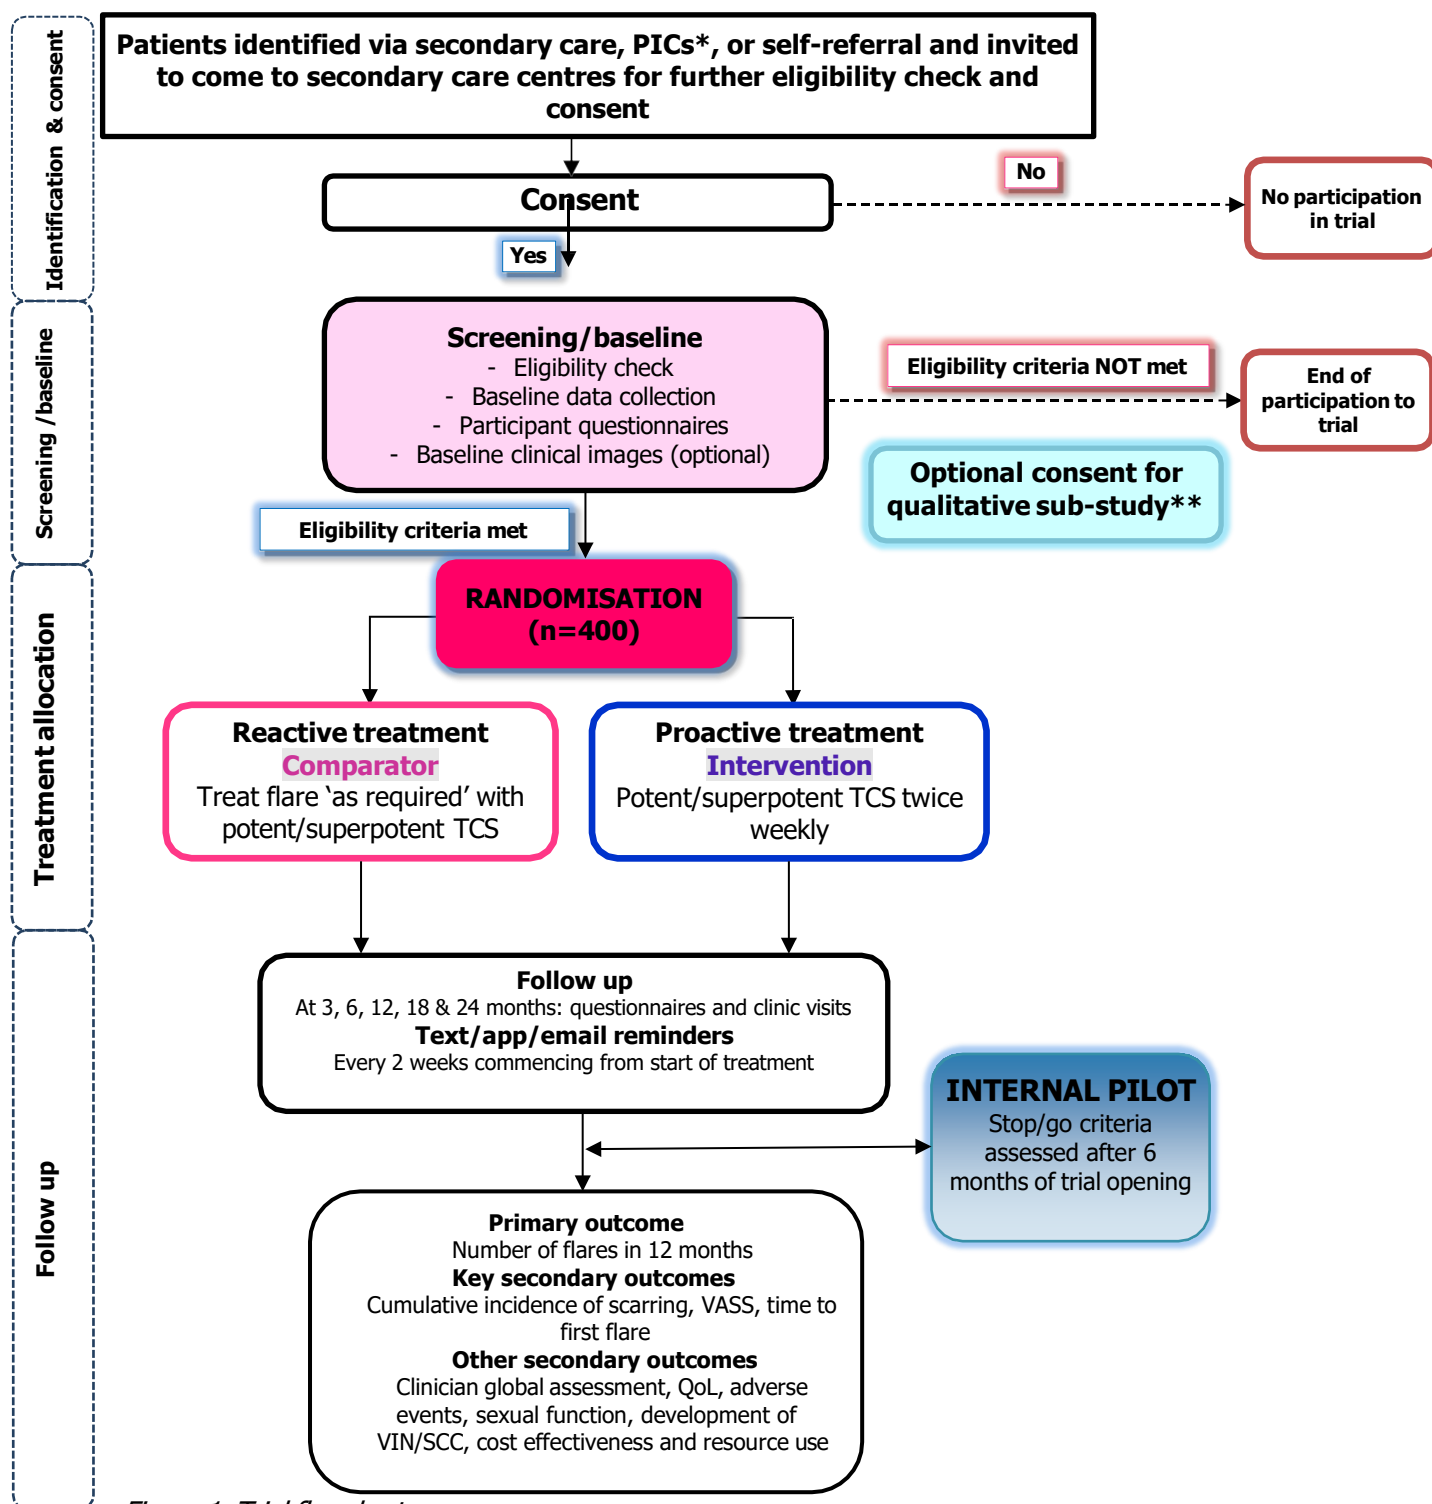 Identification & consent
Patients identified via secondary care, PICs*, or self-referral and invited
to come to secondary care centres for further eligibility check and
consent
Consent
No
No participation
in trial
Yes
Screening /baseline
Screening/baseline
- Eligibility check
- Baseline data collection
- Participant questionnaires
- Baseline clinical images (optional)
Eligibility criteria NOT met
End of
participation to
trial
Optional consent for
qualitative sub-study**
Eligibility criteria met
Treatment allocation
RANDOMISATION
(n=400)
Reactive treatment
Comparator
Treat flare ‘as required’ with
potent/superpotent TCS
Proactive treatment
Intervention
Potent/superpotent TCS twice
weekly
Follow up
Follow up
At 3, 6, 12, 18 & 24 months: questionnaires and clinic visits
Text/app/email reminders
Every 2 weeks commencing from start of treatment
INTERNAL PILOT
Stop/go criteria
assessed after 6
months of trial opening
Primary outcome
Number of flares in 12 months
Key secondary outcomes
Cumulative incidence of scarring, VASS, time to
first flare
Other secondary outcomes
Clinician global assessment, QoL, adverse
events, sexual function, development of
VIN/SCC, cost effectiveness and resource use